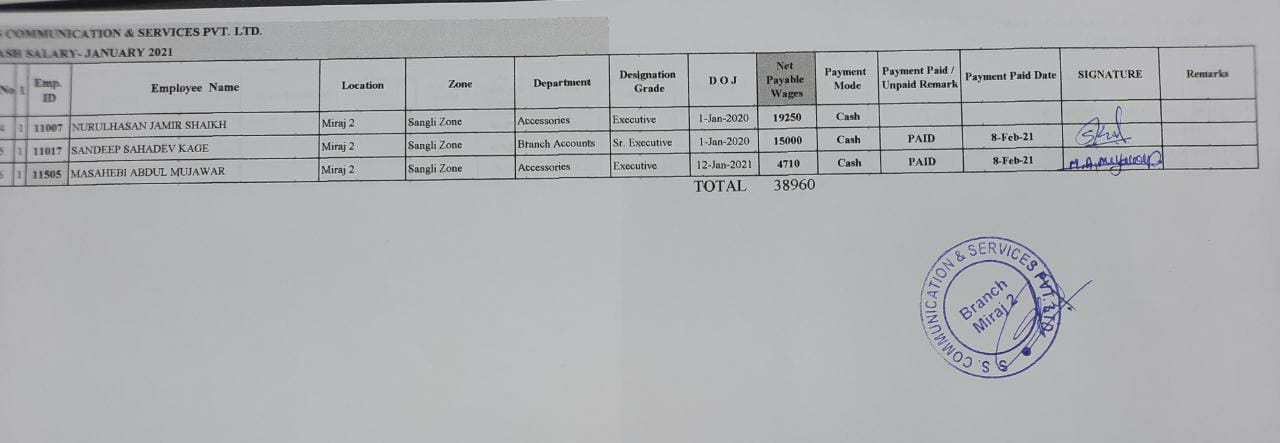 S COMMUNICATION & SERVICES PVT. LTD.
ASH SALARY- JANUARY 2021
No 1 Emp. ID Employee Name Location Zone Department Designation Grade D O J Net Payable Wages Payment Mode Payment Paid / Unpaid Remark Payment Paid Date SIGNATURE Remarks
4 1 11007 NURULHASAN JAMIR SHAIKH Miraj 2 Sangli Zone Accessories Executive 1-Jan-2020 19250 Cash
5 1 11017 SANDEEP SAHADEV KAGE Miraj 2 Sangli Zone Branch Accounts Sr. Executive 1-Jan-2020 15000 Cash PAID 8-Feb-21
6 1 11505 MASAHEBI ABDUL MUJAWAR Miraj 2 Sangli Zone Accessories Executive 12-Jan-2021 4710 Cash PAID 8-Feb-21 M.A.Mujawar
TOTAL 38960
S.S. COMMUNICATION & SERVICES PVT. LTD.
Branch
Miraj 2